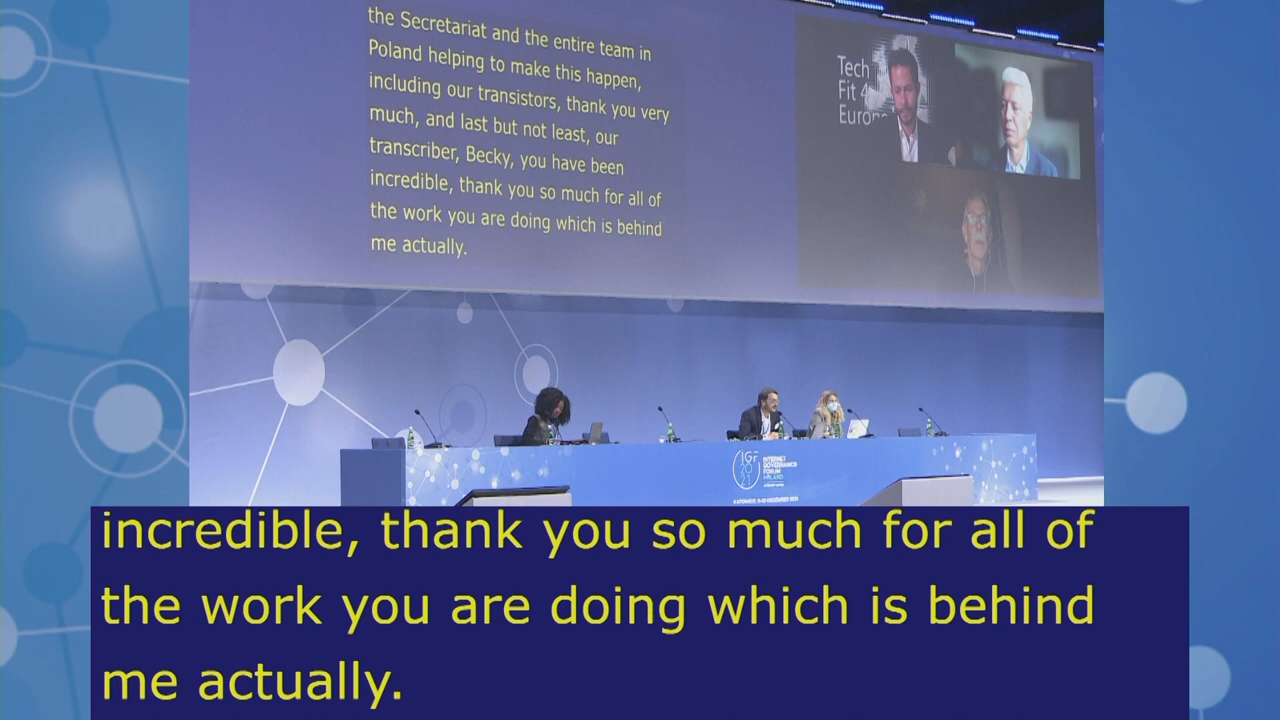 the Secretariat and the entire team in
Poland helping to make this happen,
including our transistors, thank you very
much, and last but not least, our
transcriber, Becky, you have been
incredible, thank you so much for all of
the work you are doing which is behind
me actually.
Tech
Fit 4
Europe
IGF
20
21
INTERNET
GOVERNANCE
FORUM
POLAND
incredible, thank you so much for all of
the work you are doing which is behind
me actually.